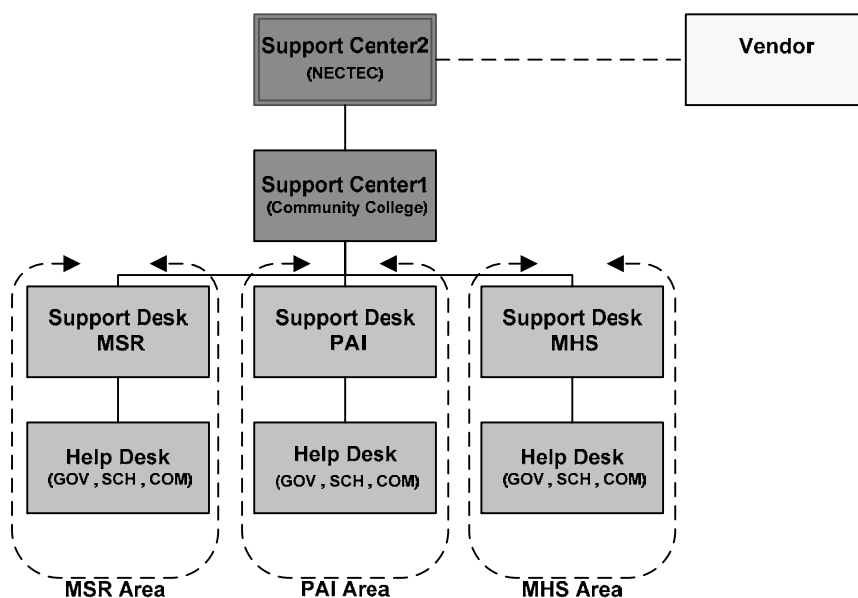 Support Center2
(NECTEC)
Vendor
Support Center1
(Community College)
Support Desk
MSR
Support Desk
PAI
Support Desk
MHS
Help Desk
(GOV , SCH , COM)
Help Desk
(GOV , SCH , COM)
Help Desk
(GOV , SCH , COM)
MSR Area
PAI Area
MHS Area